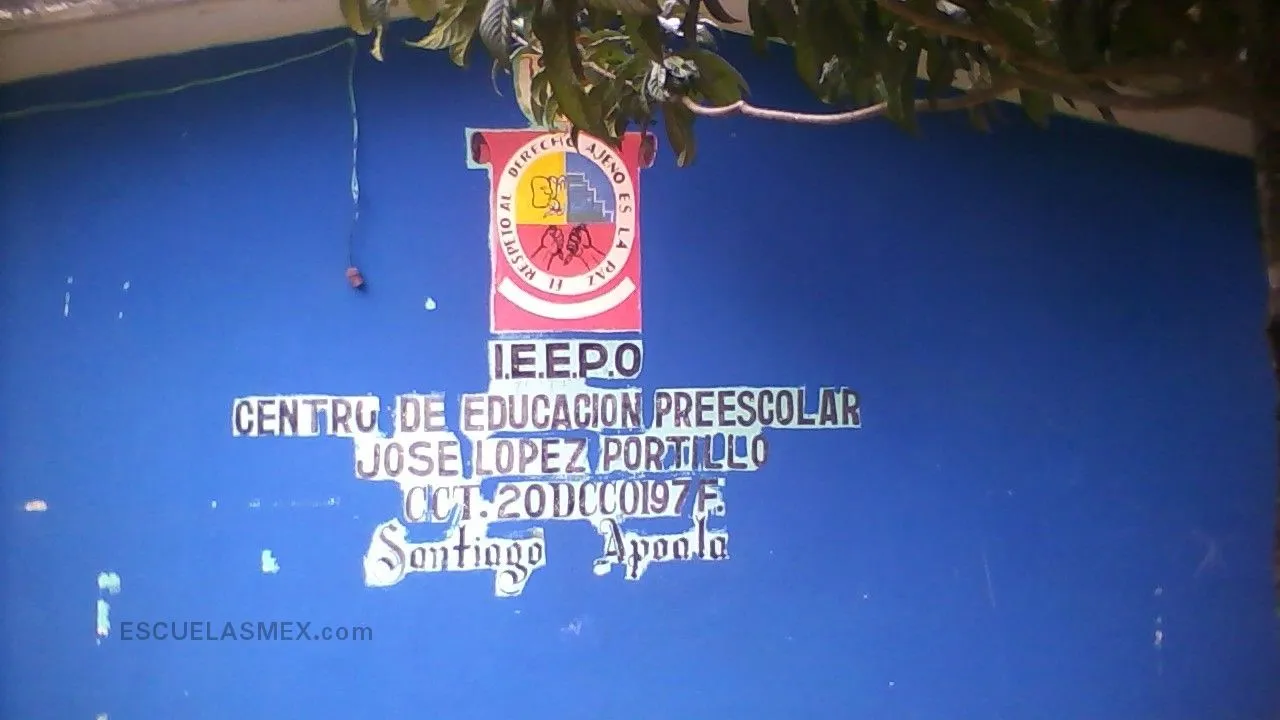 EL RESPETO AL DERECHO AJENO ES LA PAZ
I.E.E.P.O
CENTRO DE EDUCACION PREESCOLAR
JOSE LOPEZ PORTILLO
CCT. 20DCC0197F.
Santiago Apoala
ESCUELASMEX.com